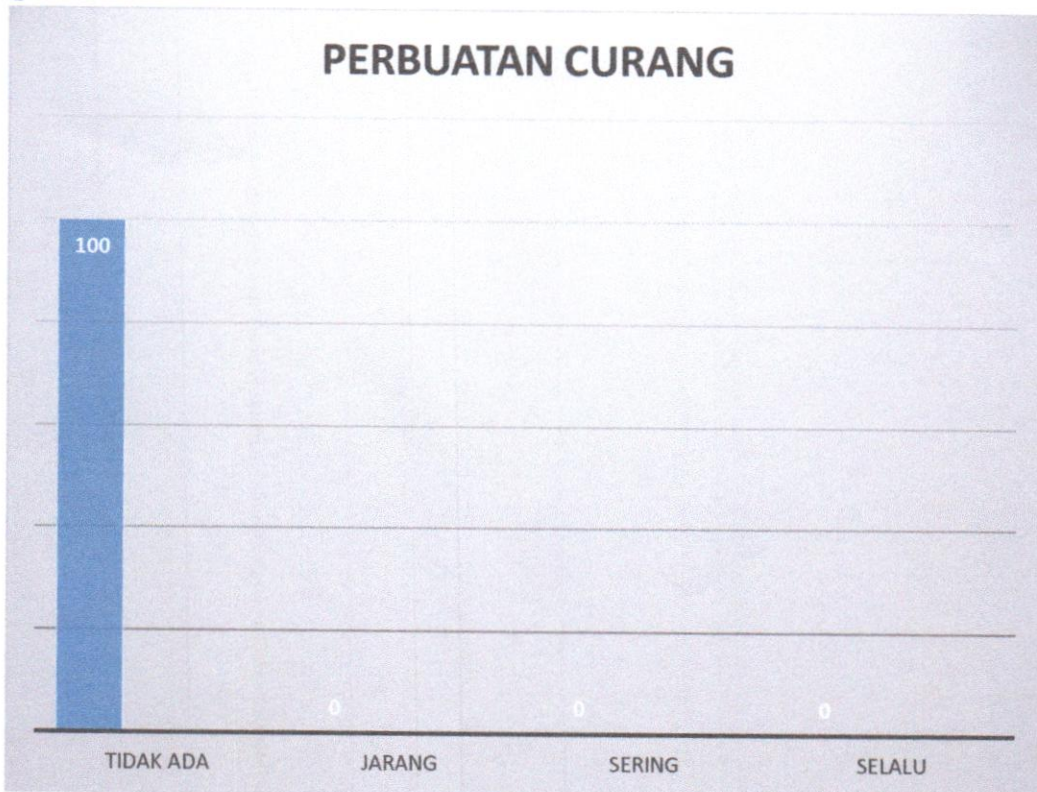 PERBUATAN CURANG
100
0 0 0
TIDAK ADA JARANG SERING SELALU